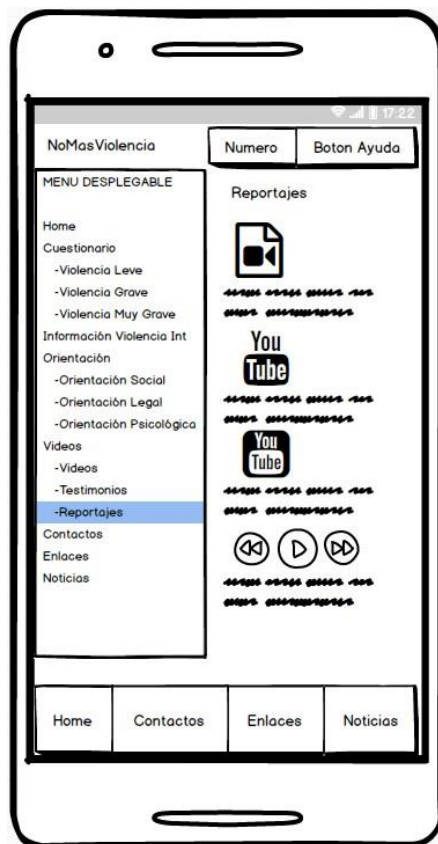 17:22
NoMasViolencia
Numero
Boton Ayuda
MENU DESPLEGABLE
Home
Cuestionario
-Violencia Leve
-Violencia Grave
-Violencia Muy Grave
Información Violencia Int
Orientación
-Orientación Social
-Orientación Legal
-Orientación Psicológica
Videos
-Videos
-Testimonios
-Reportajes
Contactos
Enlaces
Noticias
Reportajes
You
Tube
You
Tube
Home
Contactos
Enlaces
Noticias